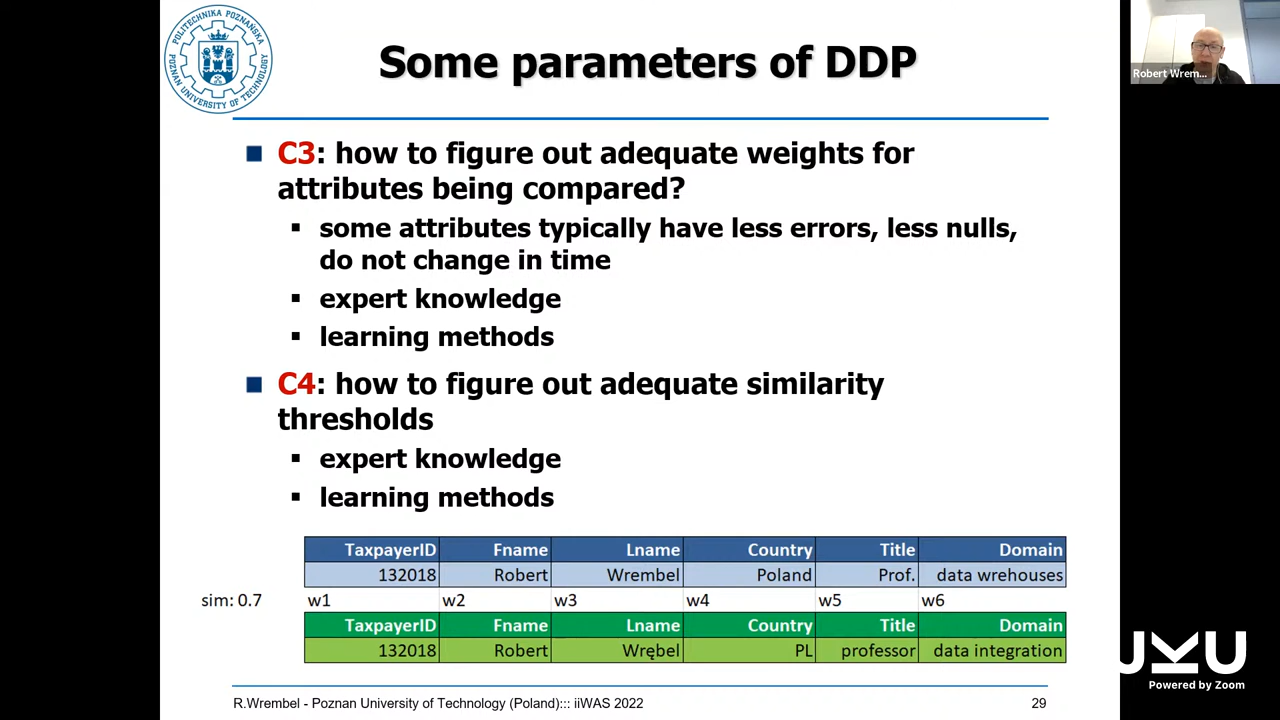 POLITECHNIKA POZNAŃSKA
POZNAN UNIVERSITY OF TECHNOLOGY
Some parameters of DDP
Robert Wrem...
C3: how to figure out adequate weights for
attributes being compared?
some attributes typically have less errors, less nulls,
do not change in time
expert knowledge
learning methods
C4: how to figure out adequate similarity
thresholds
expert knowledge
learning methods
TaxpayerID Fname Lname Country Title Domain
132018 Robert Wrembel Poland Prof. data wrehouses
sim: 0.7 w1 w2 w3 w4 w5 w6
TaxpayerID Fname Lname Country Title Domain
132018 Robert Wrębel PL professor data integration
JKU
Powered by Zoom
R.Wrembel - Poznan University of Technology (Poland)::: iiWAS 2022 29